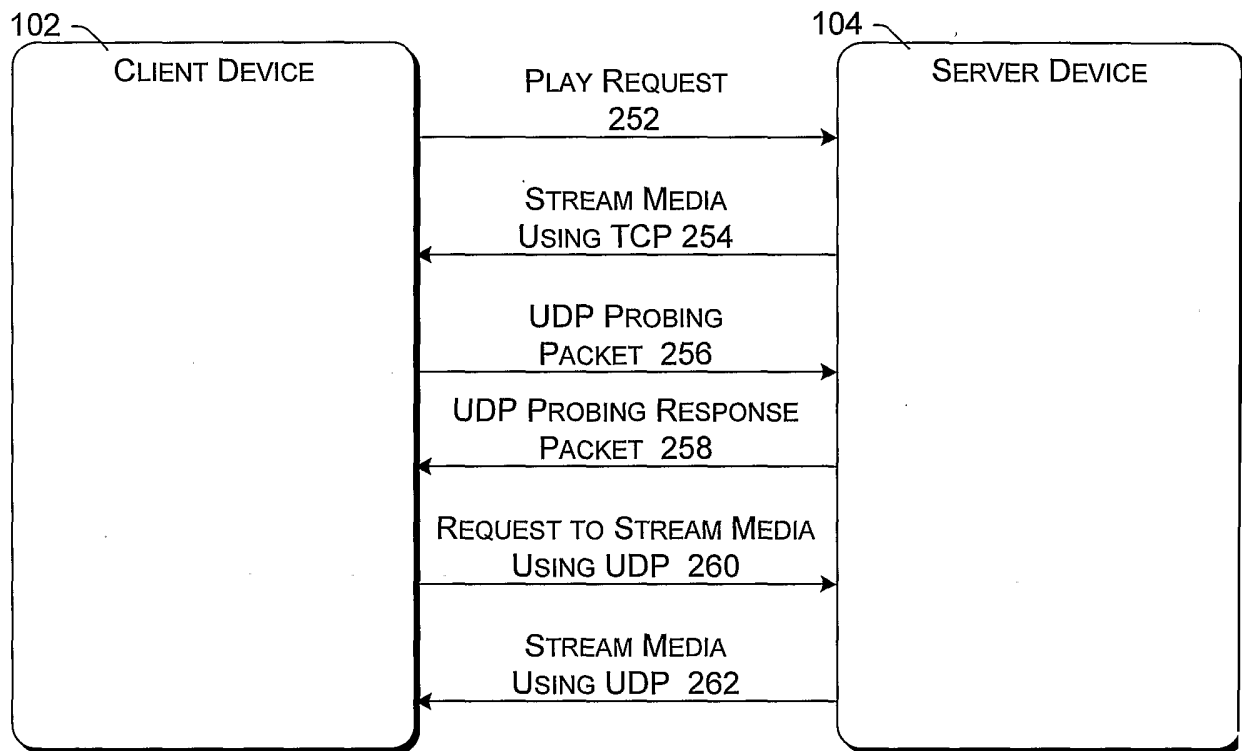 102
CLIENT DEVICE
104
SERVER DEVICE
PLAY REQUEST
252
STREAM MEDIA
USING TCP 254
UDP PROBING
PACKET 256
UDP PROBING RESPONSE
PACKET 258
REQUEST TO STREAM MEDIA
USING UDP 260
STREAM MEDIA
USING UDP 262